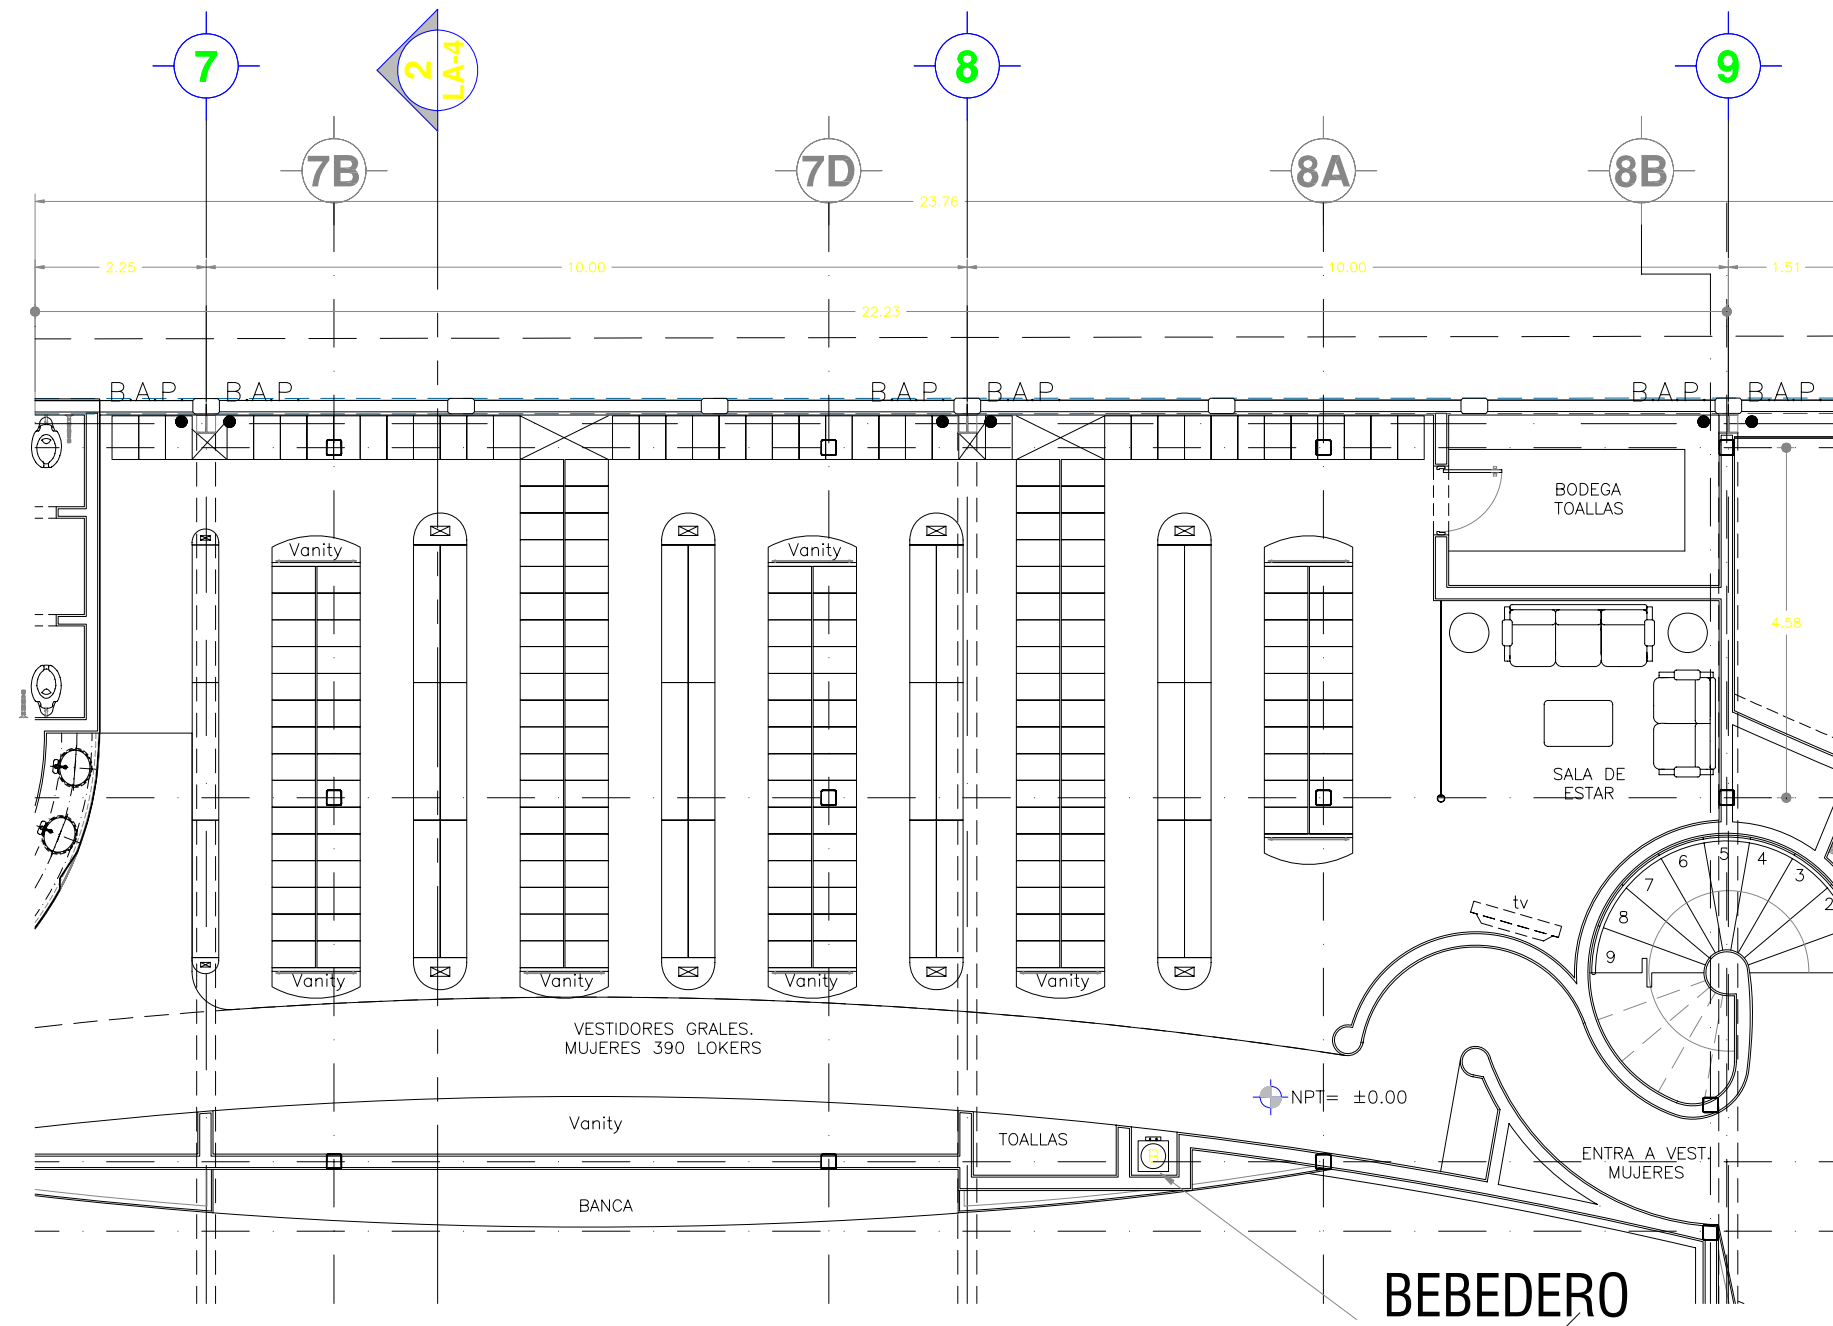 7
2
LA-4
8
9
7B
7D
8A
8B
23.76
2.25
10.00
10.00
1.51
22.23
B.A.P.
B.A.P.
B.A.P.
B.A.P.
B.A.P.
B.A.P.
BODEGA
TOALLAS
Vanity
Vanity
4.58
SALA DE
ESTAR
6
5
4
3
2
7
8
9
tv
Vanity
Vanity
Vanity
Vanity
VESTIDORES GRALES.
MUJERES 390 LOKERS
NPT= ±0.00
Vanity
TOALLAS
B
ENTRA A VEST.
MUJERES
BANCA
BEBEDERO